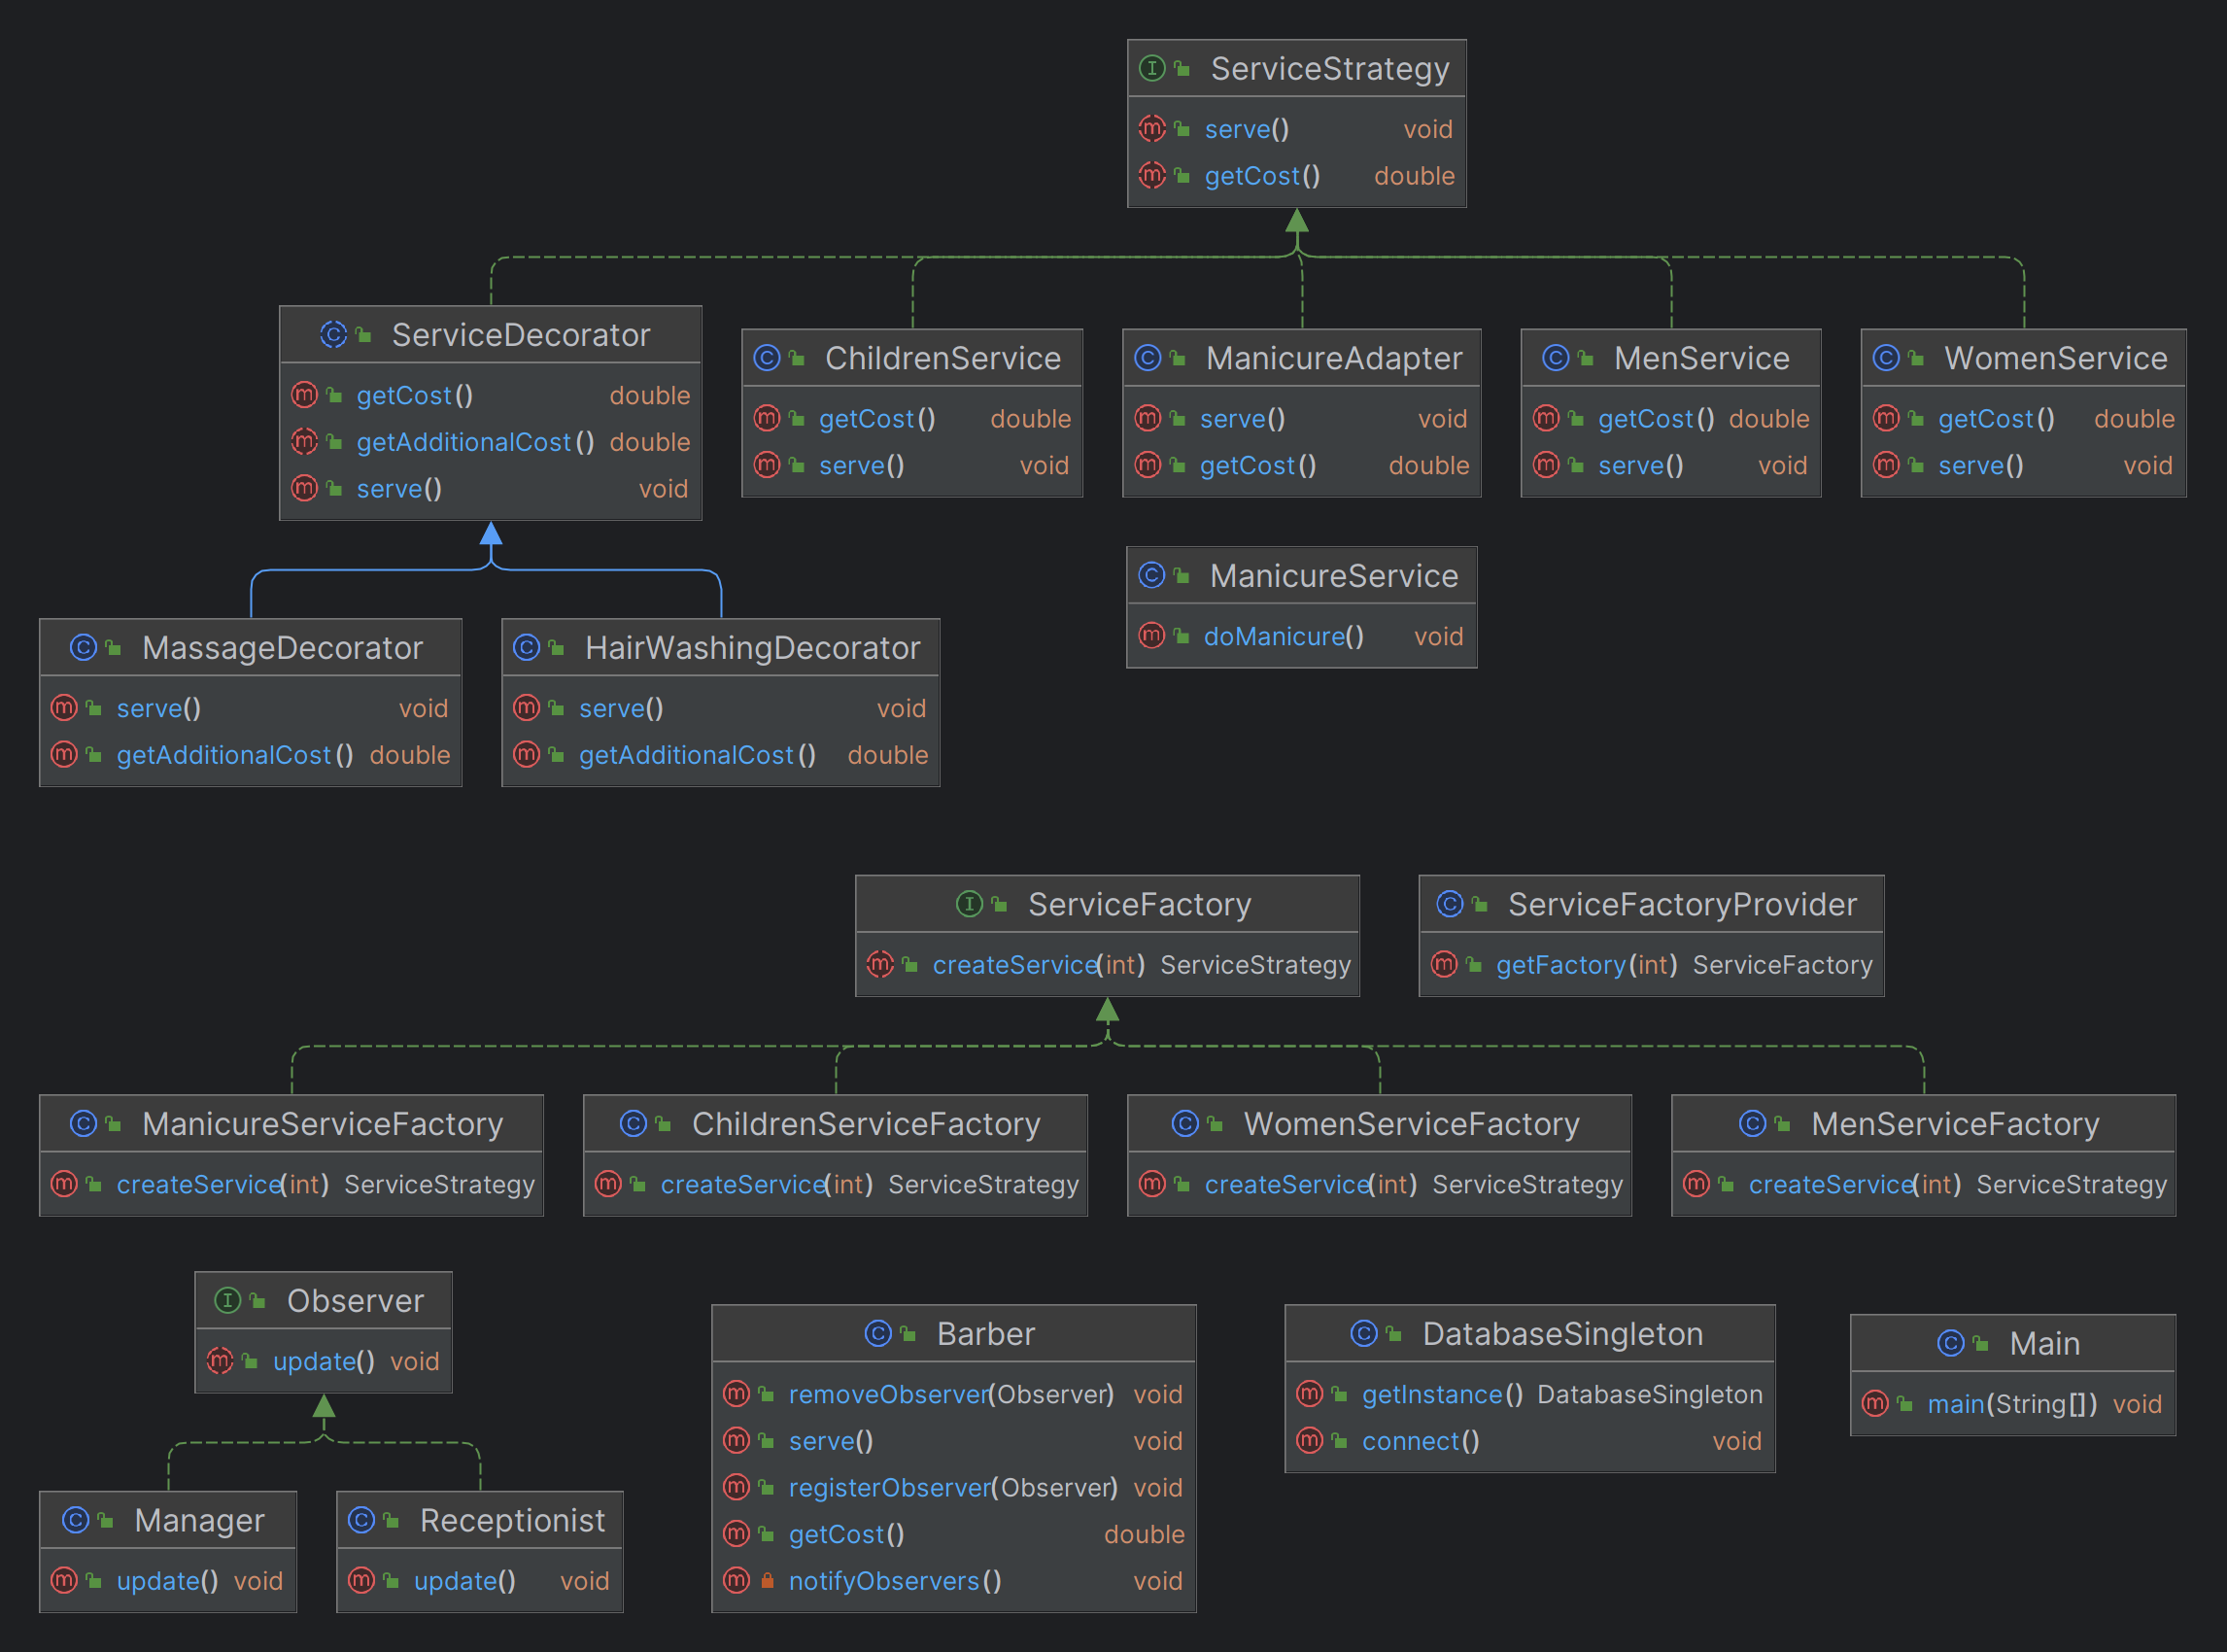 ServiceStrategy
serve() void
getCost() double
ServiceDecorator
getCost() double
getAdditionalCost() double
serve() void
ChildrenService
getCost() double
serve() void
ManicureAdapter
serve() void
getCost() double
MenService
getCost() double
serve() void
WomenService
getCost() double
serve() void
ManicureService
doManicure() void
MassageDecorator
serve() void
getAdditionalCost() double
HairWashingDecorator
serve() void
getAdditionalCost() double
ServiceFactory
createService(int) ServiceStrategy
ServiceFactoryProvider
getFactory(int) ServiceFactory
ManicureServiceFactory
createService(int) ServiceStrategy
ChildrenServiceFactory
createService(int) ServiceStrategy
WomenServiceFactory
createService(int) ServiceStrategy
MenServiceFactory
createService(int) ServiceStrategy
Observer
update() void
Manager
update() void
Receptionist
update() void
Barber
removeObserver(Observer) void
serve() void
registerObserver(Observer) void
getCost() double
notifyObservers() void
DatabaseSingleton
getInstance() DatabaseSingleton
connect() void
Main
main(String[]) void